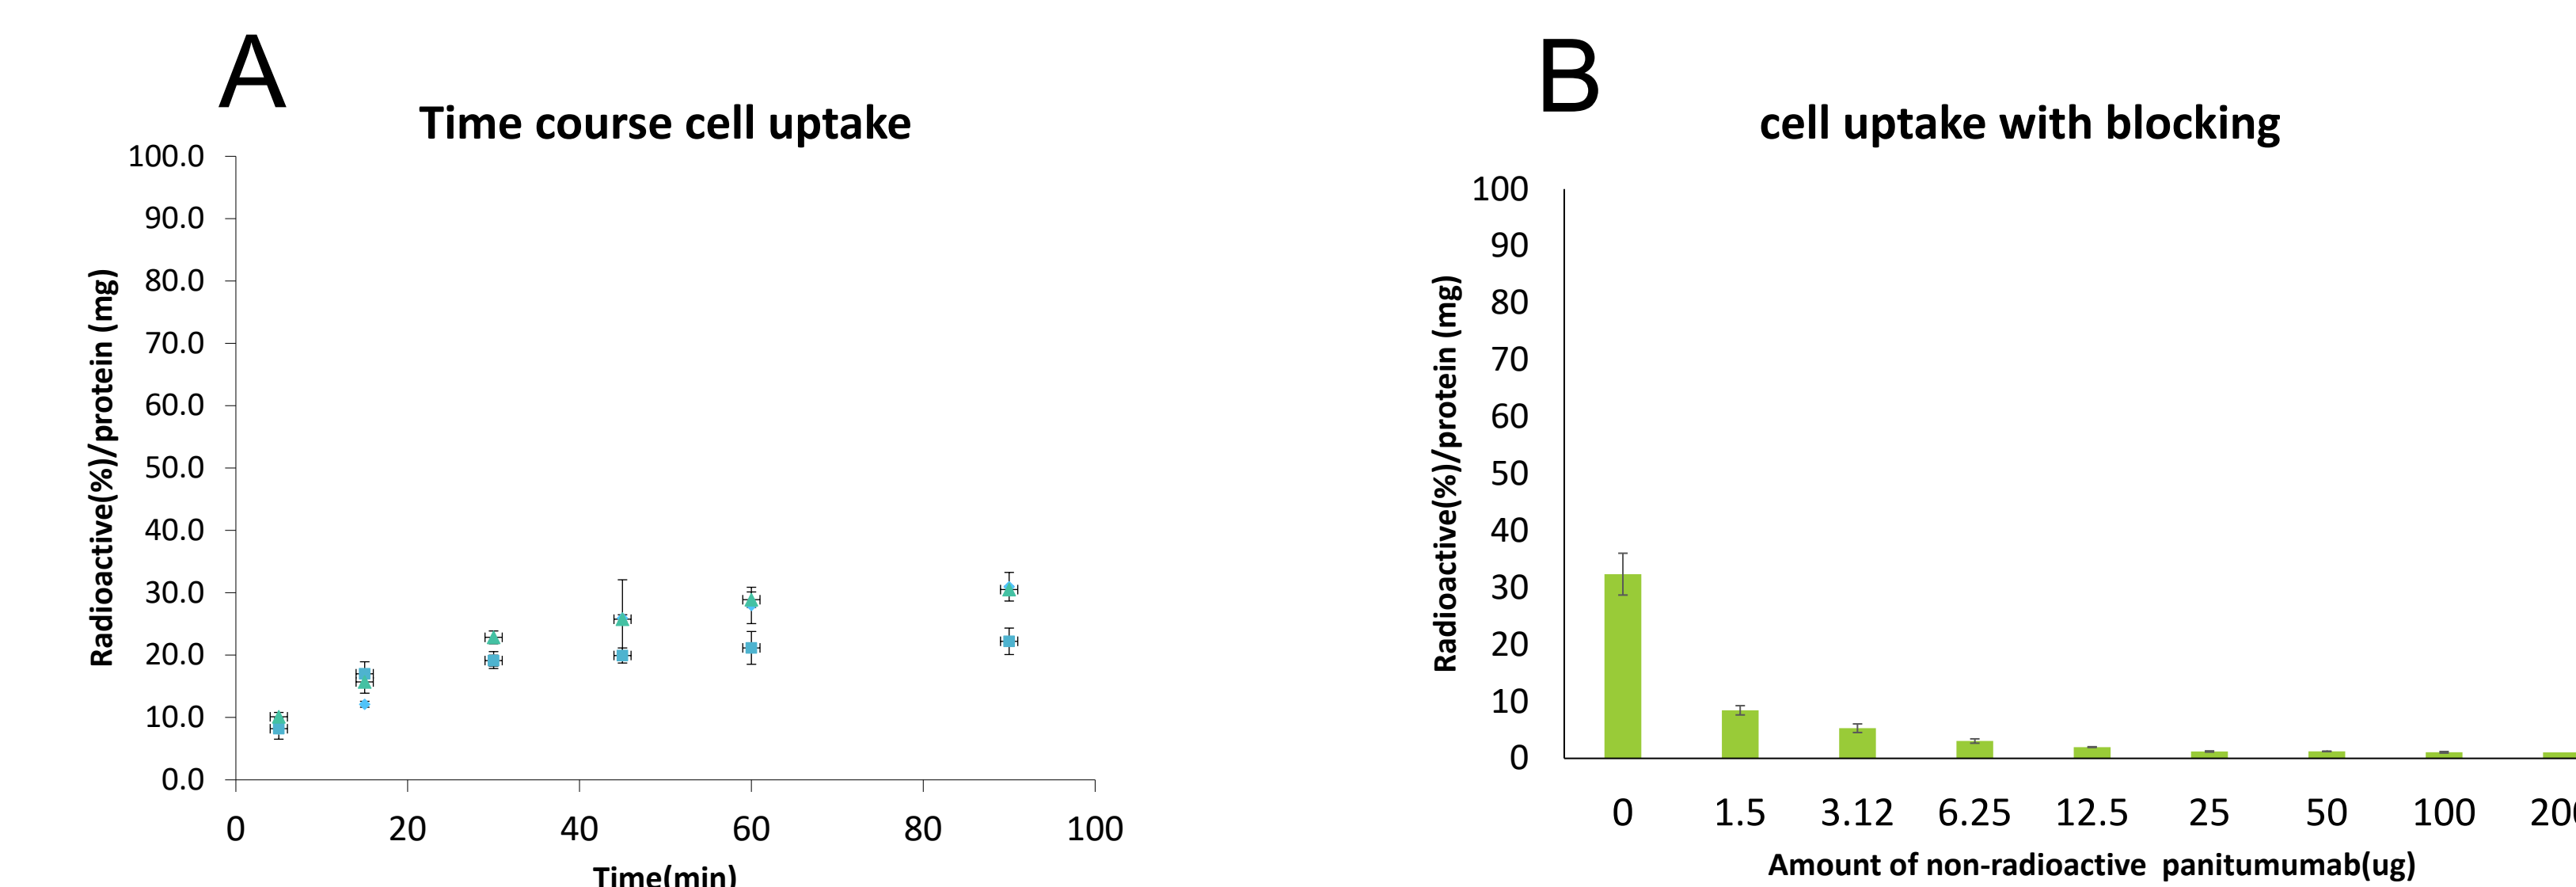 A
Time course cell uptake
100.0
90.0
80.0
70.0
60.0
50.0
40.0
30.0
20.0
10.0
0.0
Radioactive(%)/protein (mg)
0 20 40 60 80 100
Time(min)
B
cell uptake with blocking
100
90
80
70
60
50
40
30
20
10
0
Radioactive(%)/protein (mg)
0 1.5 3.12 6.25 12.5 25 50 100
Amount of non-radioactive panitumumab(ug)